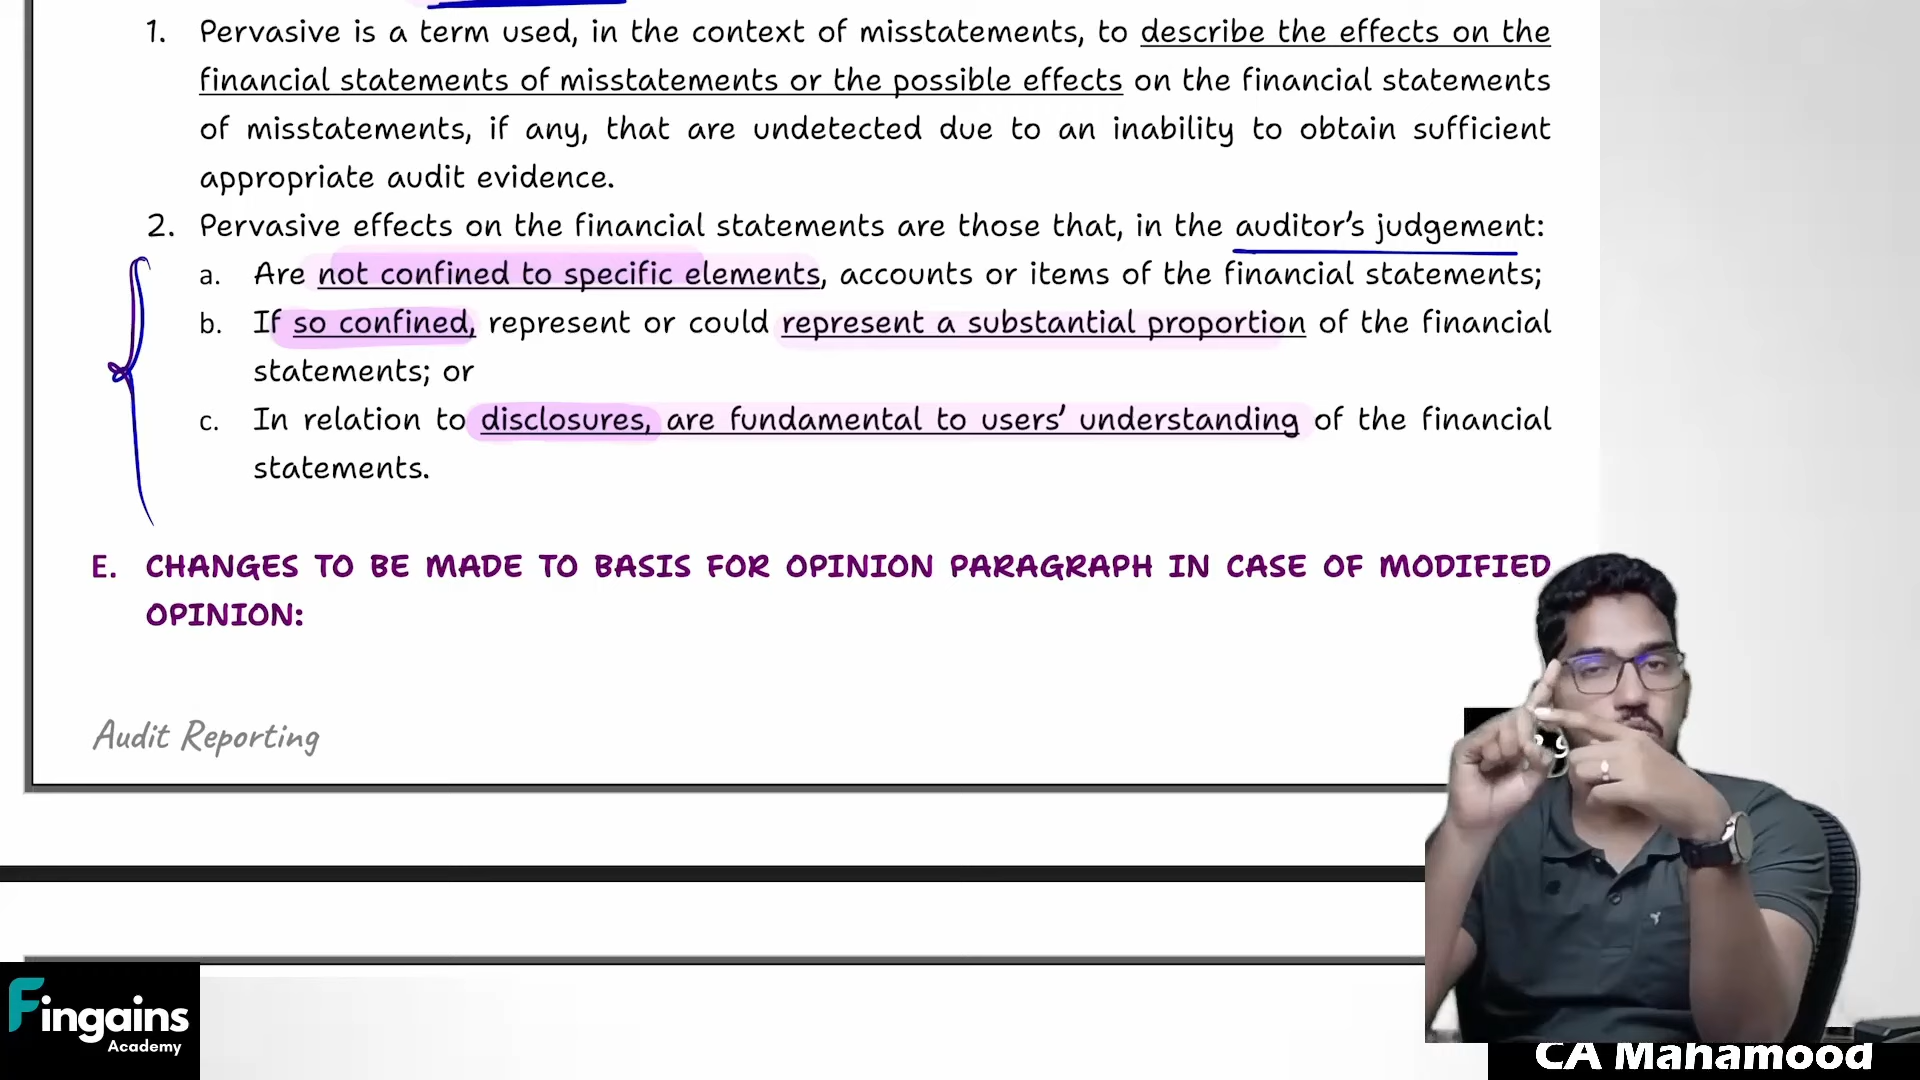 1. Pervasive is a term used, in the context of misstatements, to describe the effects on the
financial statements of misstatements or the possible effects on the financial statements
of misstatements, if any, that are undetected due to an inability to obtain sufficient
appropriate audit evidence.
2. Pervasive effects on the financial statements are those that, in the auditor's judgement:
a. Are not confined to specific elements, accounts or items of the financial statements;
b. If so confined, represent or could represent a substantial proportion of the financial
statements; or
c. In relation to disclosures, are fundamental to users' understanding of the financial
statements.
E. CHANGES TO BE MADE TO BASIS FOR OPINION PARAGRAPH IN CASE OF MODIFIED
OPINION:
Audit Reporting
Fingains
Academy
CA Mahamood